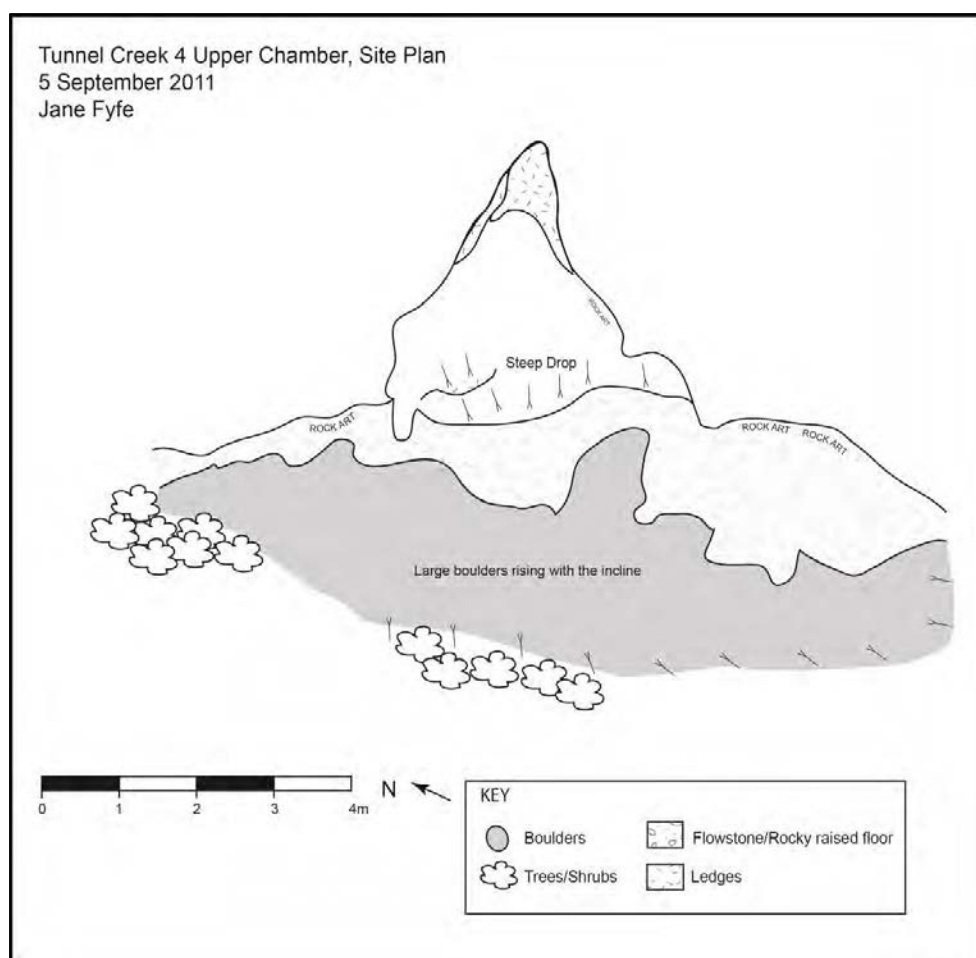 Tunnel Creek 4 Upper Chamber, Site Plan
5 September 2011
Jane Fyfe
ROCK ART
Steep Drop
ROCK ART
ROCK ART ROCK ART
Large boulders rising with the incline
0 1 2 3 4m
N
KEY
Boulders
Flowstone/Rocky raised floor
Trees/Shrubs
Ledges